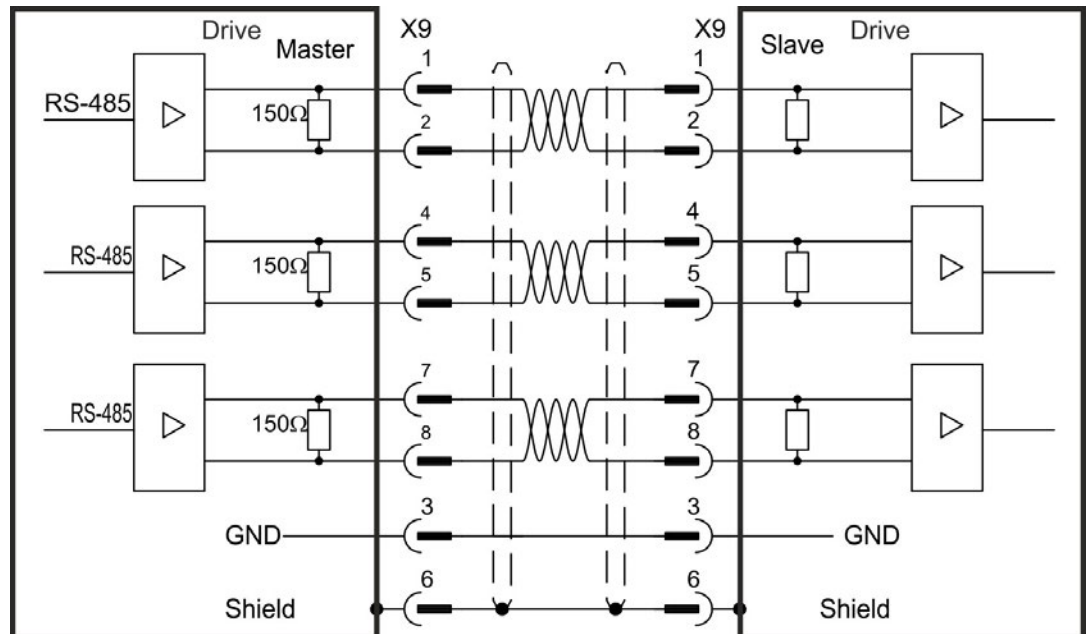 Drive Master X9 X9 Slave Drive
1 1
RS-485 150Ω
2 2
4 4
RS-485 150Ω
5 5
7 7
RS-485 150Ω
8 8
3 3
GND GND
6 6
Shield Shield